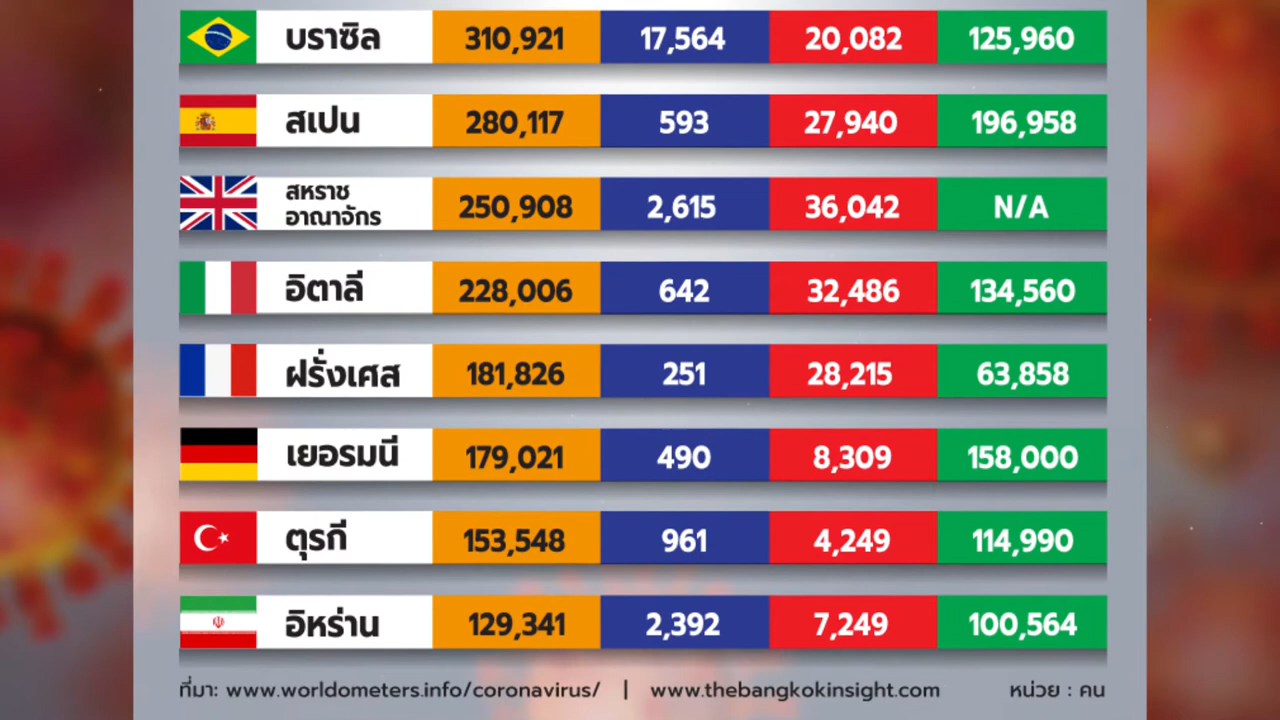 บราซิล 310,921 17,564 20,082 125,960
สเปน 280,117 593 27,940 196,958
สหราช
อาณาจักร 250,908 2,615 36,042 N/A
อิตาลี 228,006 642 32,486 134,560
ฝรั่งเศส 181,826 251 28,215 63,858
เยอรมนี 179,021 490 8,309 158,000
ตุรกี 153,548 961 4,249 114,990
อิหร่าน 129,341 2,392 7,249 100,564
ที่มา: www.worldometers.info/coronavirus/ | www.thebangkokinsight.com หน่วย : คน